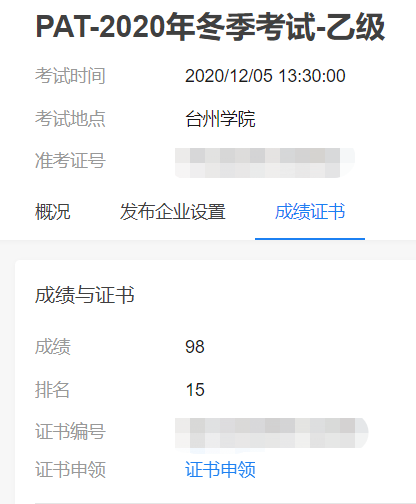 PAT-2020年冬季考试-乙级
考试时间 2020/12/05 13:30:00
考试地点 台州学院
准考证号
概况 发布企业设置 成绩证书
成绩与证书
成绩 98
排名 15
证书编号
证书申领 证书申领